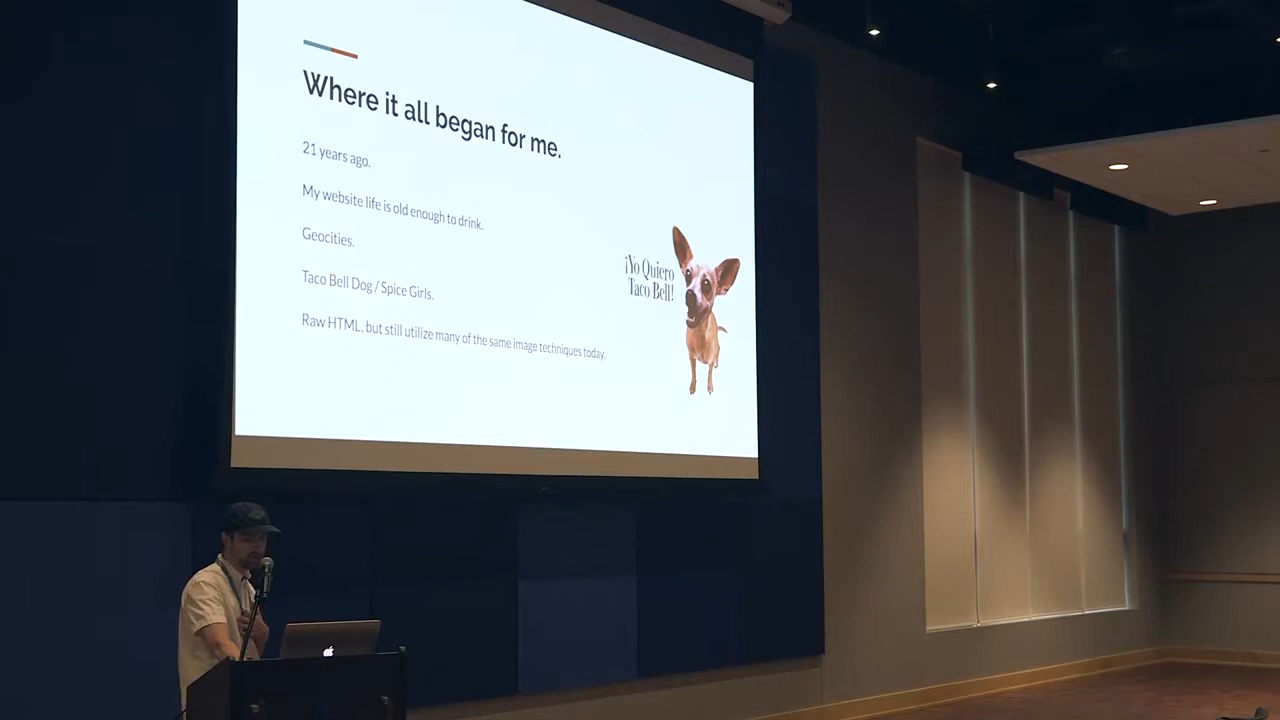 Where it all began for me.
21 years ago.
My website life is old enough to drink.
Geocities.
Taco Bell Dog / Spice Girls.
Raw HTML, but still utilize many of the same image techniques today.
¡Yo Quiero
Taco Bell!